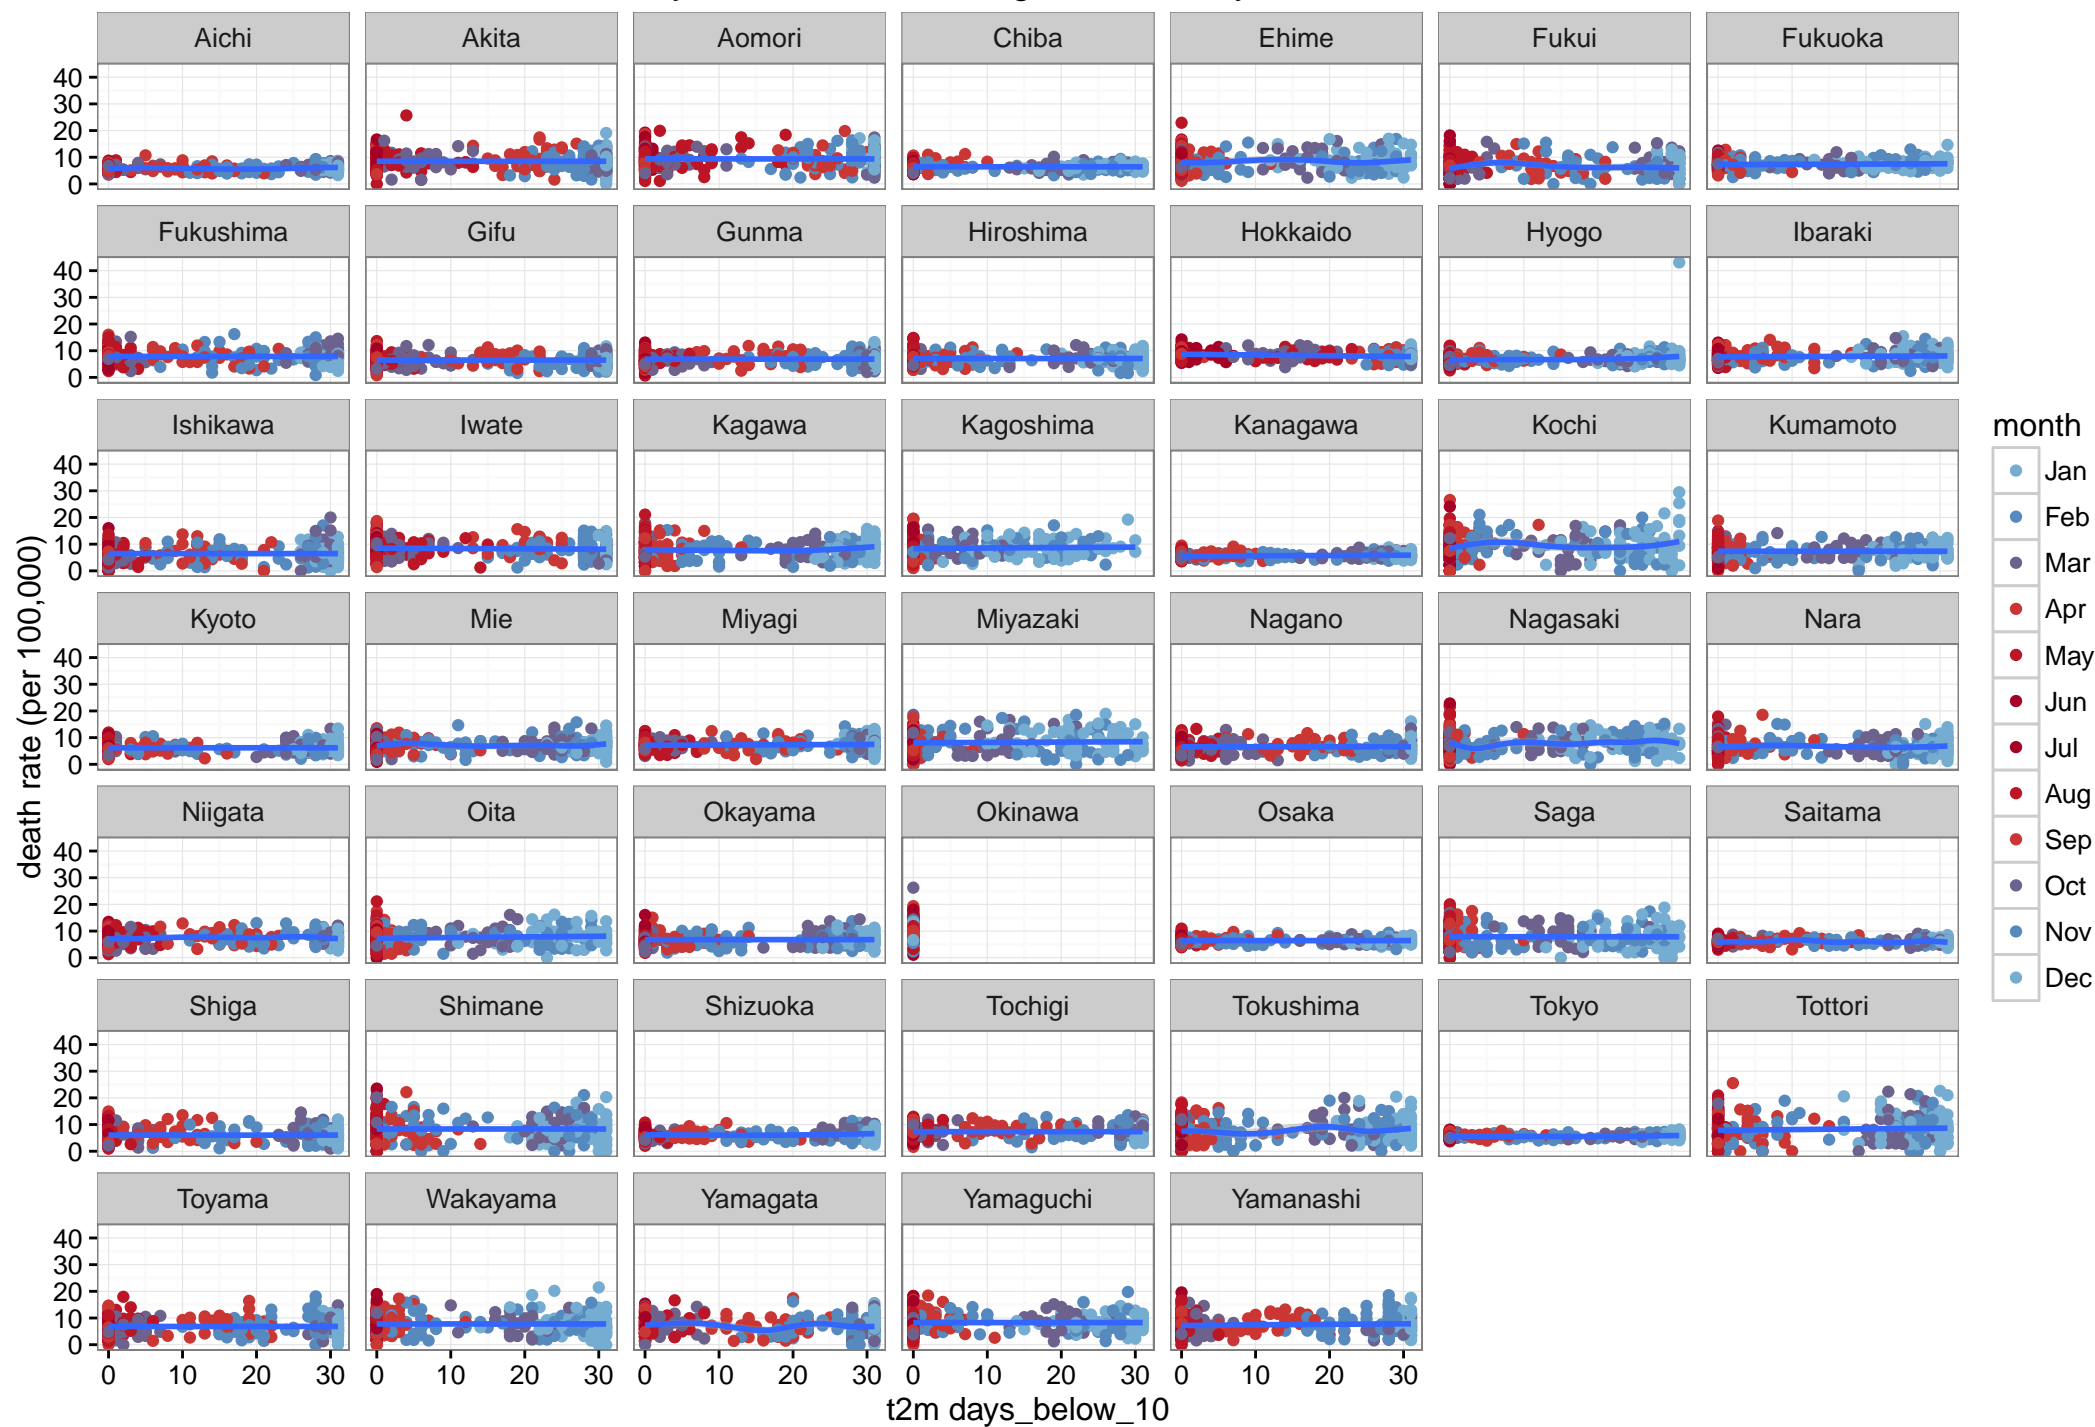 Aichi Akita Aomori Chiba Ehime Fukui Fukuoka
40
30
20
10
0
Fukushima Gifu Gunma Hiroshima Hokkaido Hyogo Ibaraki
40
30
20
10
0
Ishikawa Iwate Kagawa Kagoshima Kanagawa Kochi Kumamoto
40
30
20
10
0
Kyoto Mie Miyagi Miyazaki Nagano Nagasaki Nara
40
30
20
10
0
Niigata Oita Okayama Okinawa Osaka Saga Saitama
40
30
20
10
0
Shiga Shimane Shizuoka Tochigi Tokushima Tokyo Tottori
40
30
20
10
0
Toyama Wakayama Yamagata Yamaguchi Yamanashi
40
30
20
10
0
0 10 20 30 0 10 20 30 0 10 20 30 0 10 20 30 0 10 20 30
t2m days_below_10
death rate (per 100,000)
month
Jan
Feb
Mar
Apr
May
Jun
Jul
Aug
Sep
Oct
Nov
Dec